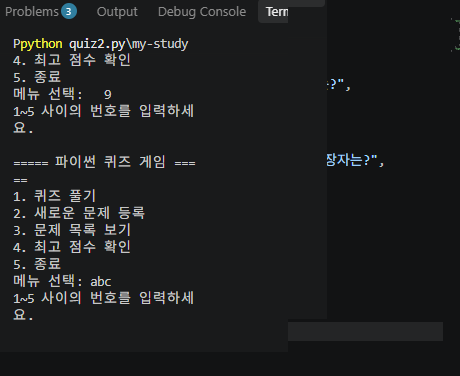 Problems 3 Output Debug Console Terr
Ppython quiz2.py\my-study
4. 최고 점수 확인
5. 종료
메뉴 선택: 9
1~5 사이의 번호를 입력하세
요.
===== 파이썬 퀴즈 게임 ===
==
1. 퀴즈 풀기
2. 새로운 문제 등록
3. 문제 목록 보기
4. 최고 점수 확인
5. 종료
메뉴 선택: abc
1~5 사이의 번호를 입력하세
요.
?",
장자는?",